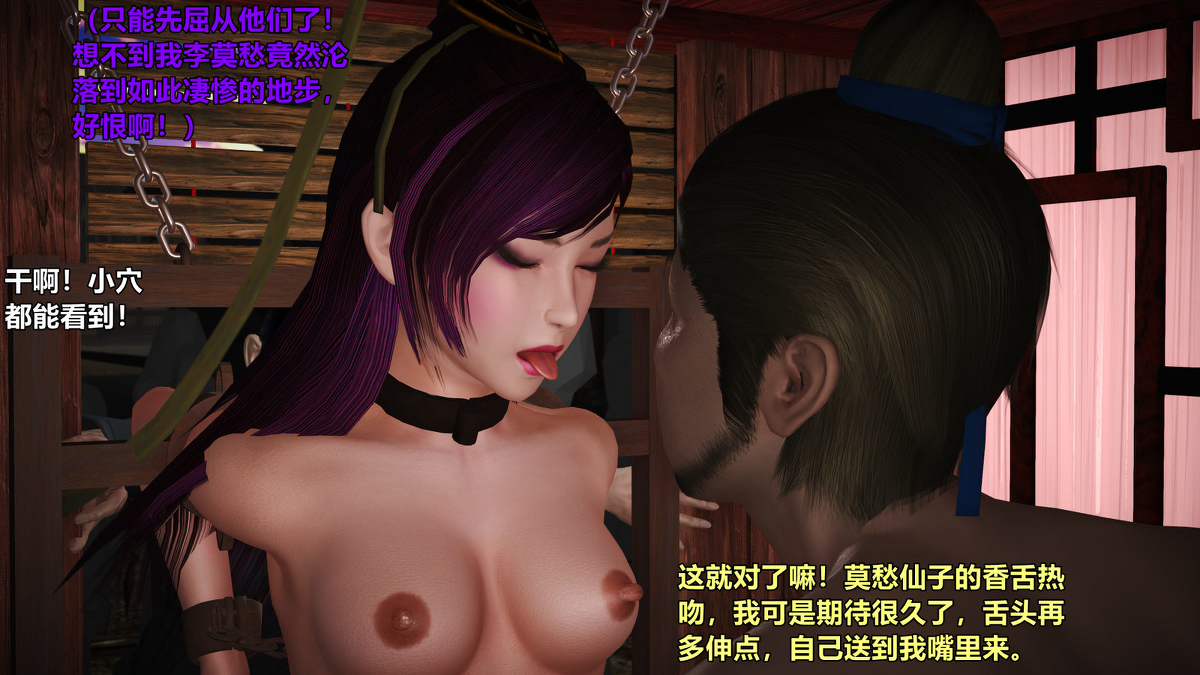 （只能先屈从他们了！
想不到我李莫愁竟然沦
落到如此凄惨的地步，
好恨啊！）
干啊！小穴
都能看到！
这就对了嘛！莫愁仙子的香舌热
吻，我可是期待很久了，舌头再
多伸点，自己送到我嘴里来。